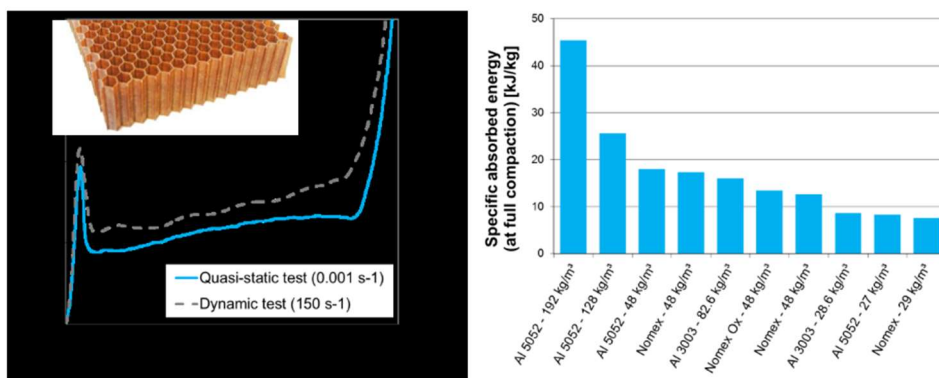 Quasi-static test (0.001 s-1)
Dynamic test (150 s-1)
Specific absorbed energy
(at full compaction) [kJ/kg]
50
40
30
20
10
0
Al 5052 - 192 kg/m³
Al 5052 - 128 kg/m³
Al 5052 - 48 kg/m³
Nomex - 48 kg/m³
Al 3003 - 82.6 kg/m³
Nomex Ox - 48 kg/m³
Nomex - 48 kg/m³
Al 3003 - 28.6 kg/m³
Al 5052 - 27 kg/m³
Nomex - 29 kg/m³